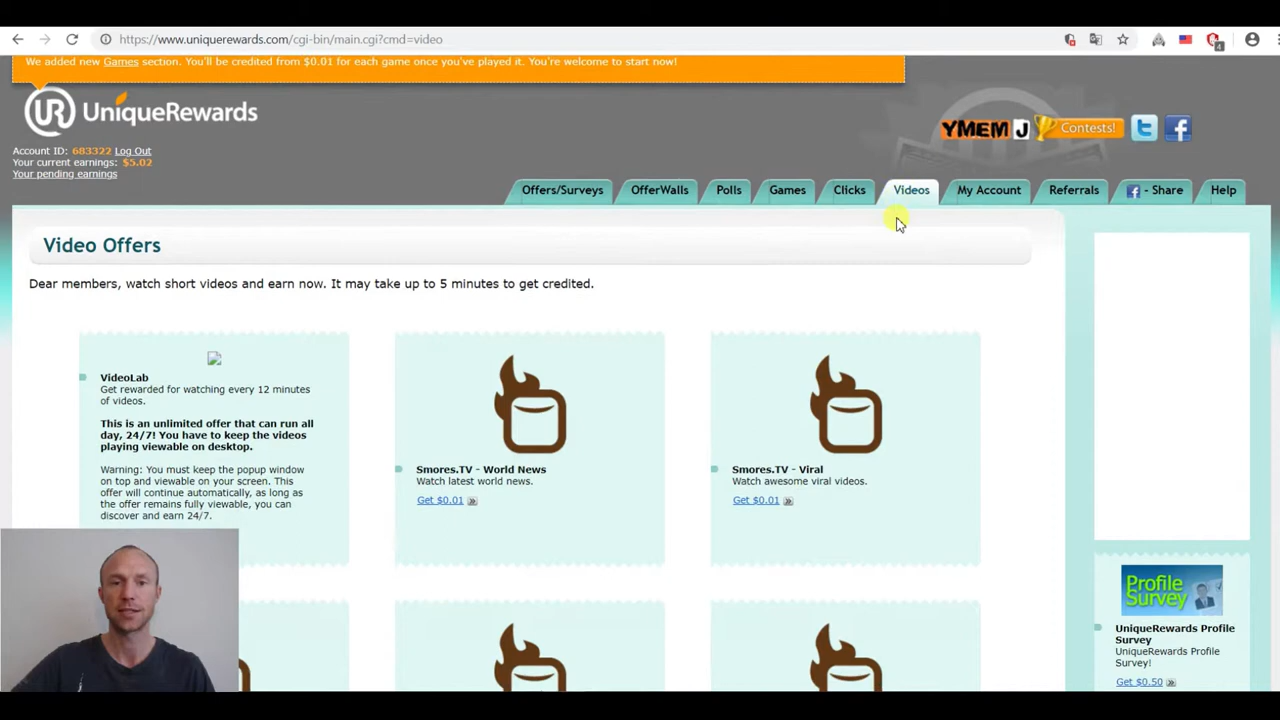 https://www.uniquerewards.com/cgi-bin/main.cgi?cmd=video
4
We added new Games section. You'll be credited from $0.01 for each game once you've played it. You're welcome to start now!
UR UniqueRewards
YMEM J Contests!
Account ID: 683322 Log Out
Your current earnings: $5.02
Your pending earnings
Offers/Surveys OfferWalls Polls Games Clicks Videos My Account Referrals f - Share Help
Video Offers
Dear members, watch short videos and earn now. It may take up to 5 minutes to get credited.
VideoLab
Get rewarded for watching every 12 minutes
of videos.
This is an unlimited offer that can run all
day, 24/7! You have to keep the videos
playing viewable on desktop.
Warning: You must keep the popup window
on top and viewable on your screen. This
offer will continue automatically, as long as
the offer remains fully viewable, you can
discover and earn 24/7.
Smores.TV - World News
Watch latest world news.
Get $0.01
Smores.TV - Viral
Watch awesome viral videos.
Get $0.01
Profile
Survey
UniqueRewards Profile
Survey
UniqueRewards Profile
Survey!
Get $0.50